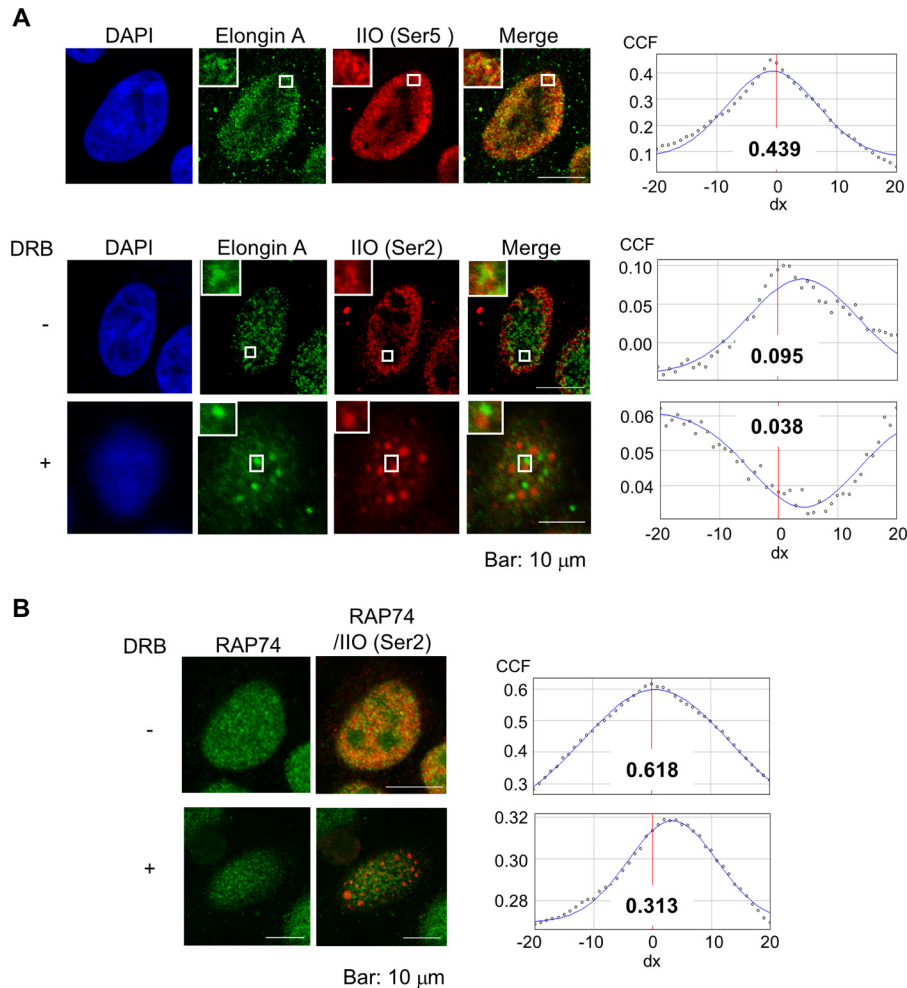 A
DAPI Elongin A IIO (Ser5 ) Merge
CCF
0.4
0.3
0.2
0.1
0.439
-20 -10 0 10 20
dx
DRB DAPI Elongin A IIO (Ser2) Merge
CCF
-
0.10
0.05
0.00
0.095
+
0.06
0.05
0.04
0.038
-20 -10 0 10 20
dx
Bar: 10 μm
B
DRB RAP74 RAP74
/IIO (Ser2)
CCF
-
0.6
0.5
0.4
0.3
0.618
+
0.32
0.30
0.28
0.313
-20 -10 0 10 20
dx
Bar: 10 μm